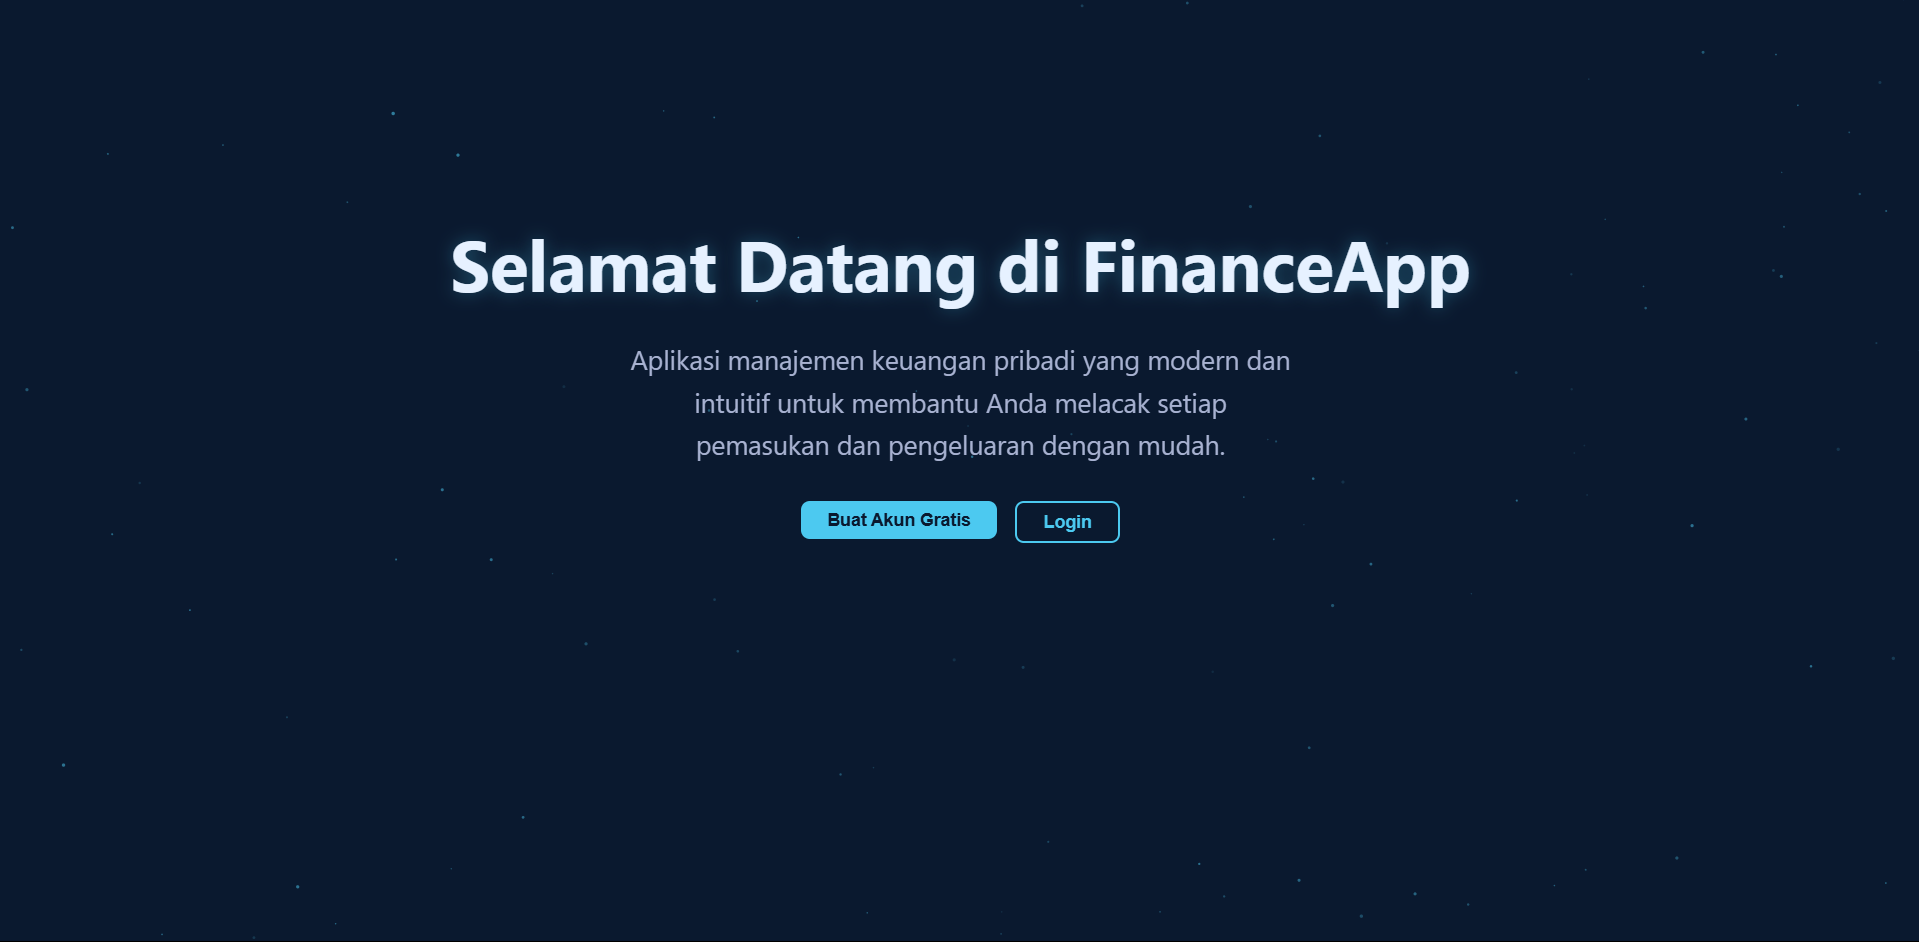 Selamat Datang di FinanceApp
Aplikasi manajemen keuangan pribadi yang modern dan
intuitif untuk membantu Anda melacak setiap
pemasukan dan pengeluaran dengan mudah.
Buat Akun Gratis
Login